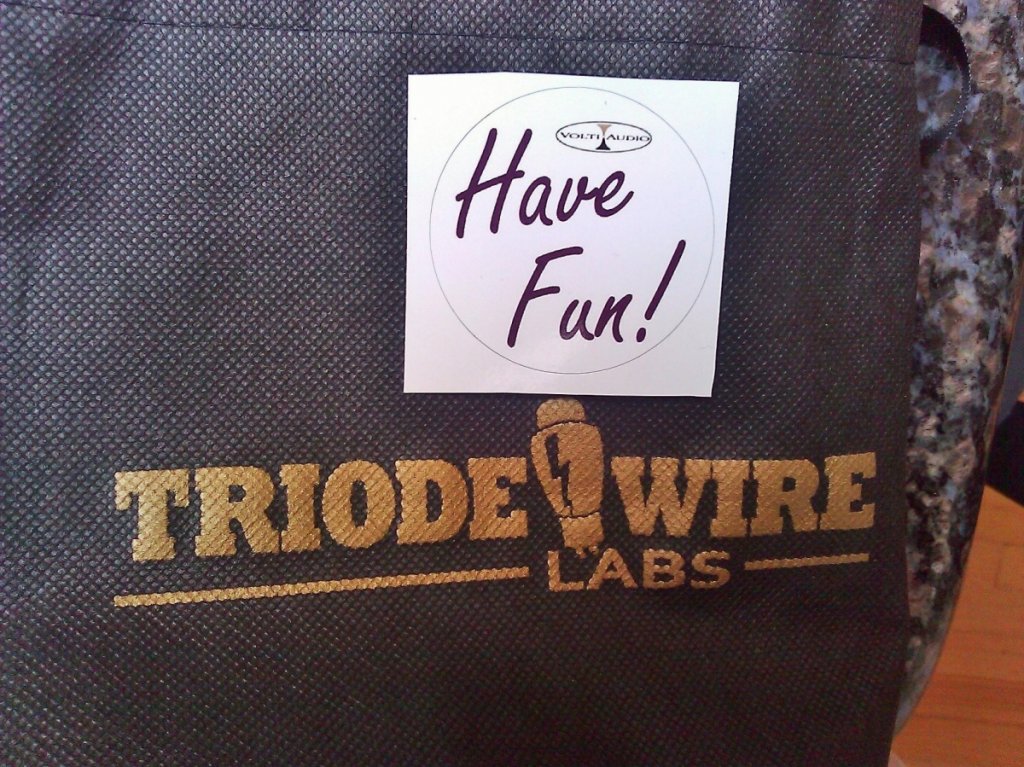 VOLTI AUDIO
Have
Fun!
TRIODE WIRE
LABS